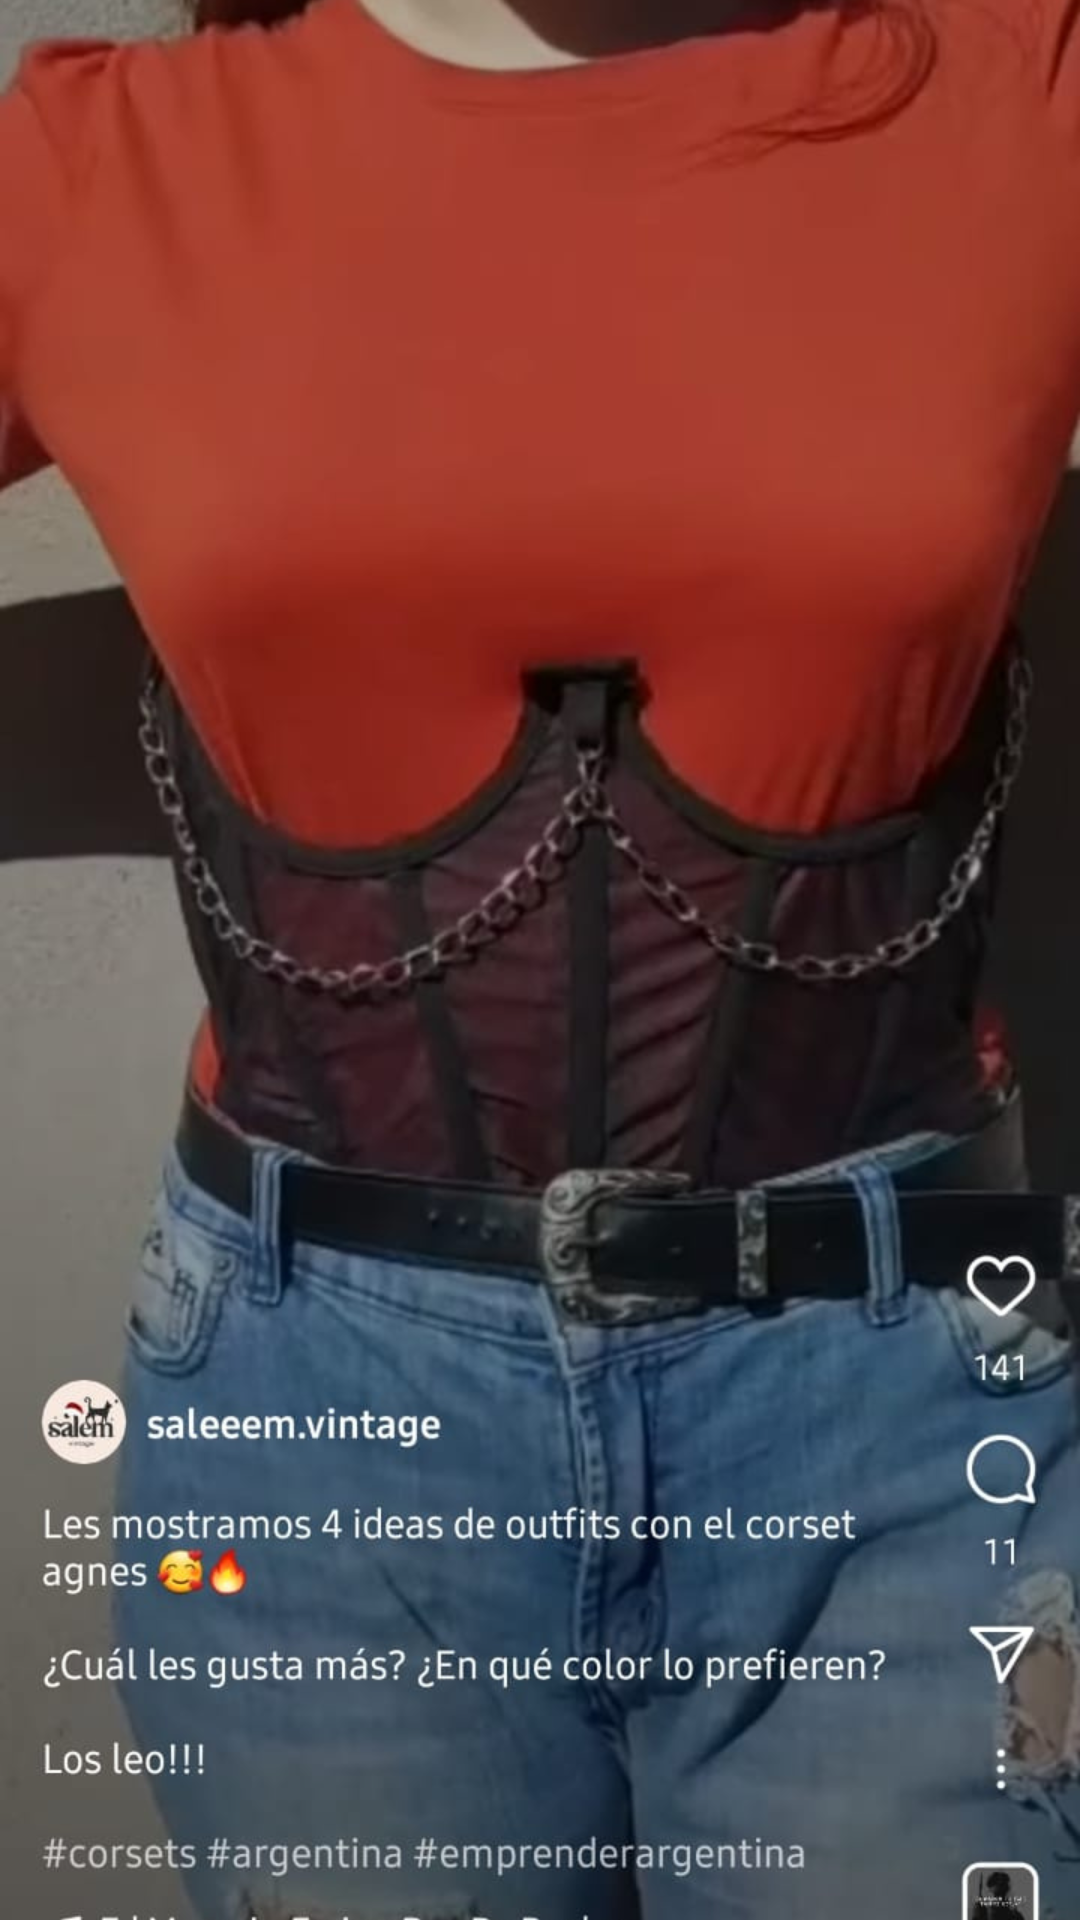 141
salem
vintage
saleeem.vintage
Les mostramos 4 ideas de outfits con el corset
agnes 🥰🔥
11
¿Cuál les gusta más? ¿En qué color lo prefieren?
Los leo!!!
#corsets #argentina #emprenderargentina